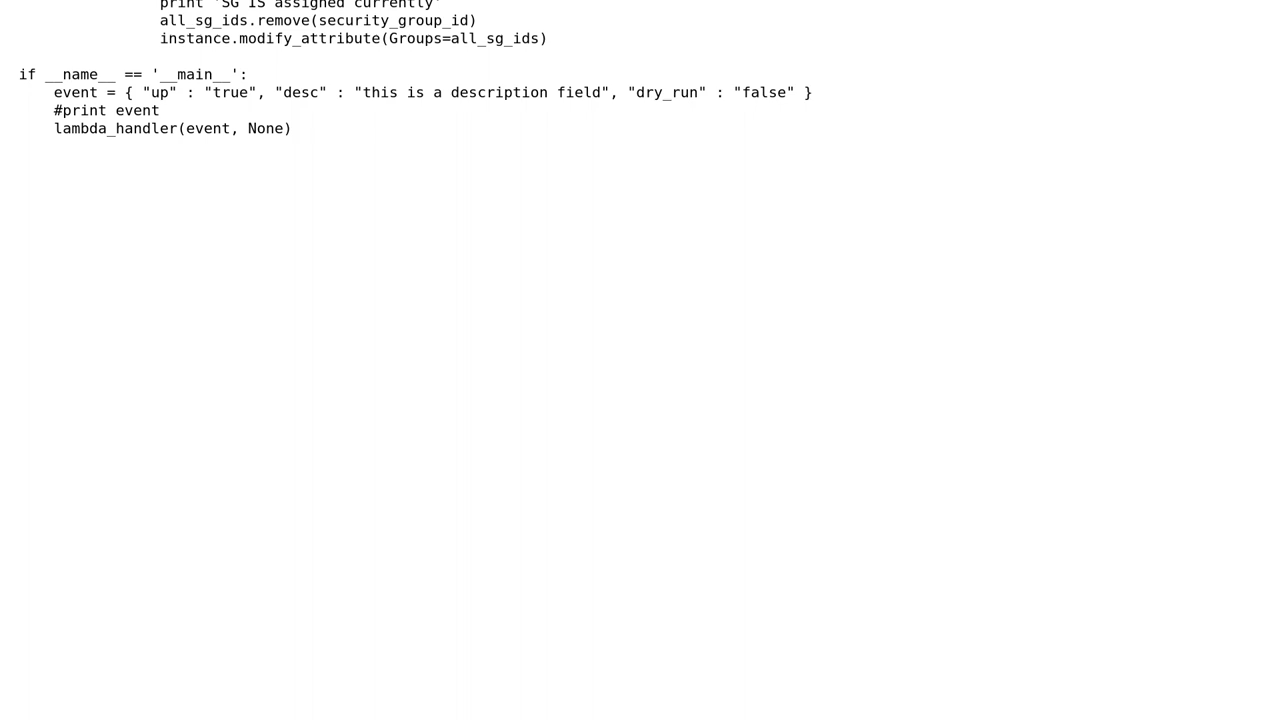 print 'SG IS assigned currently'
all_sg_ids.remove(security_group_id)
instance.modify_attribute(Groups=all_sg_ids)
if __name__ == '__main__':
event = { "up" : "true", "desc" : "this is a description field", "dry_run" : "false" }
#print event
lambda_handler(event, None)